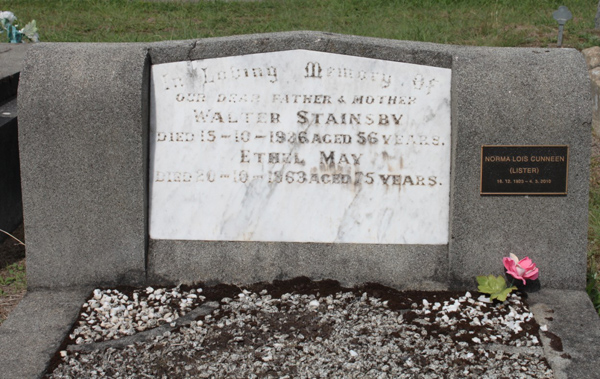 In Loving Memory Of
OUR DEAR FATHER & MOTHER
WALTER STAINSBY
DIED 15-10-1936 AGED 56 YEARS.
ETHEL MAY
DIED 20-10-1963 AGED 75 YEARS.
NORMA LOIS CUNNEEN
(LISTER)